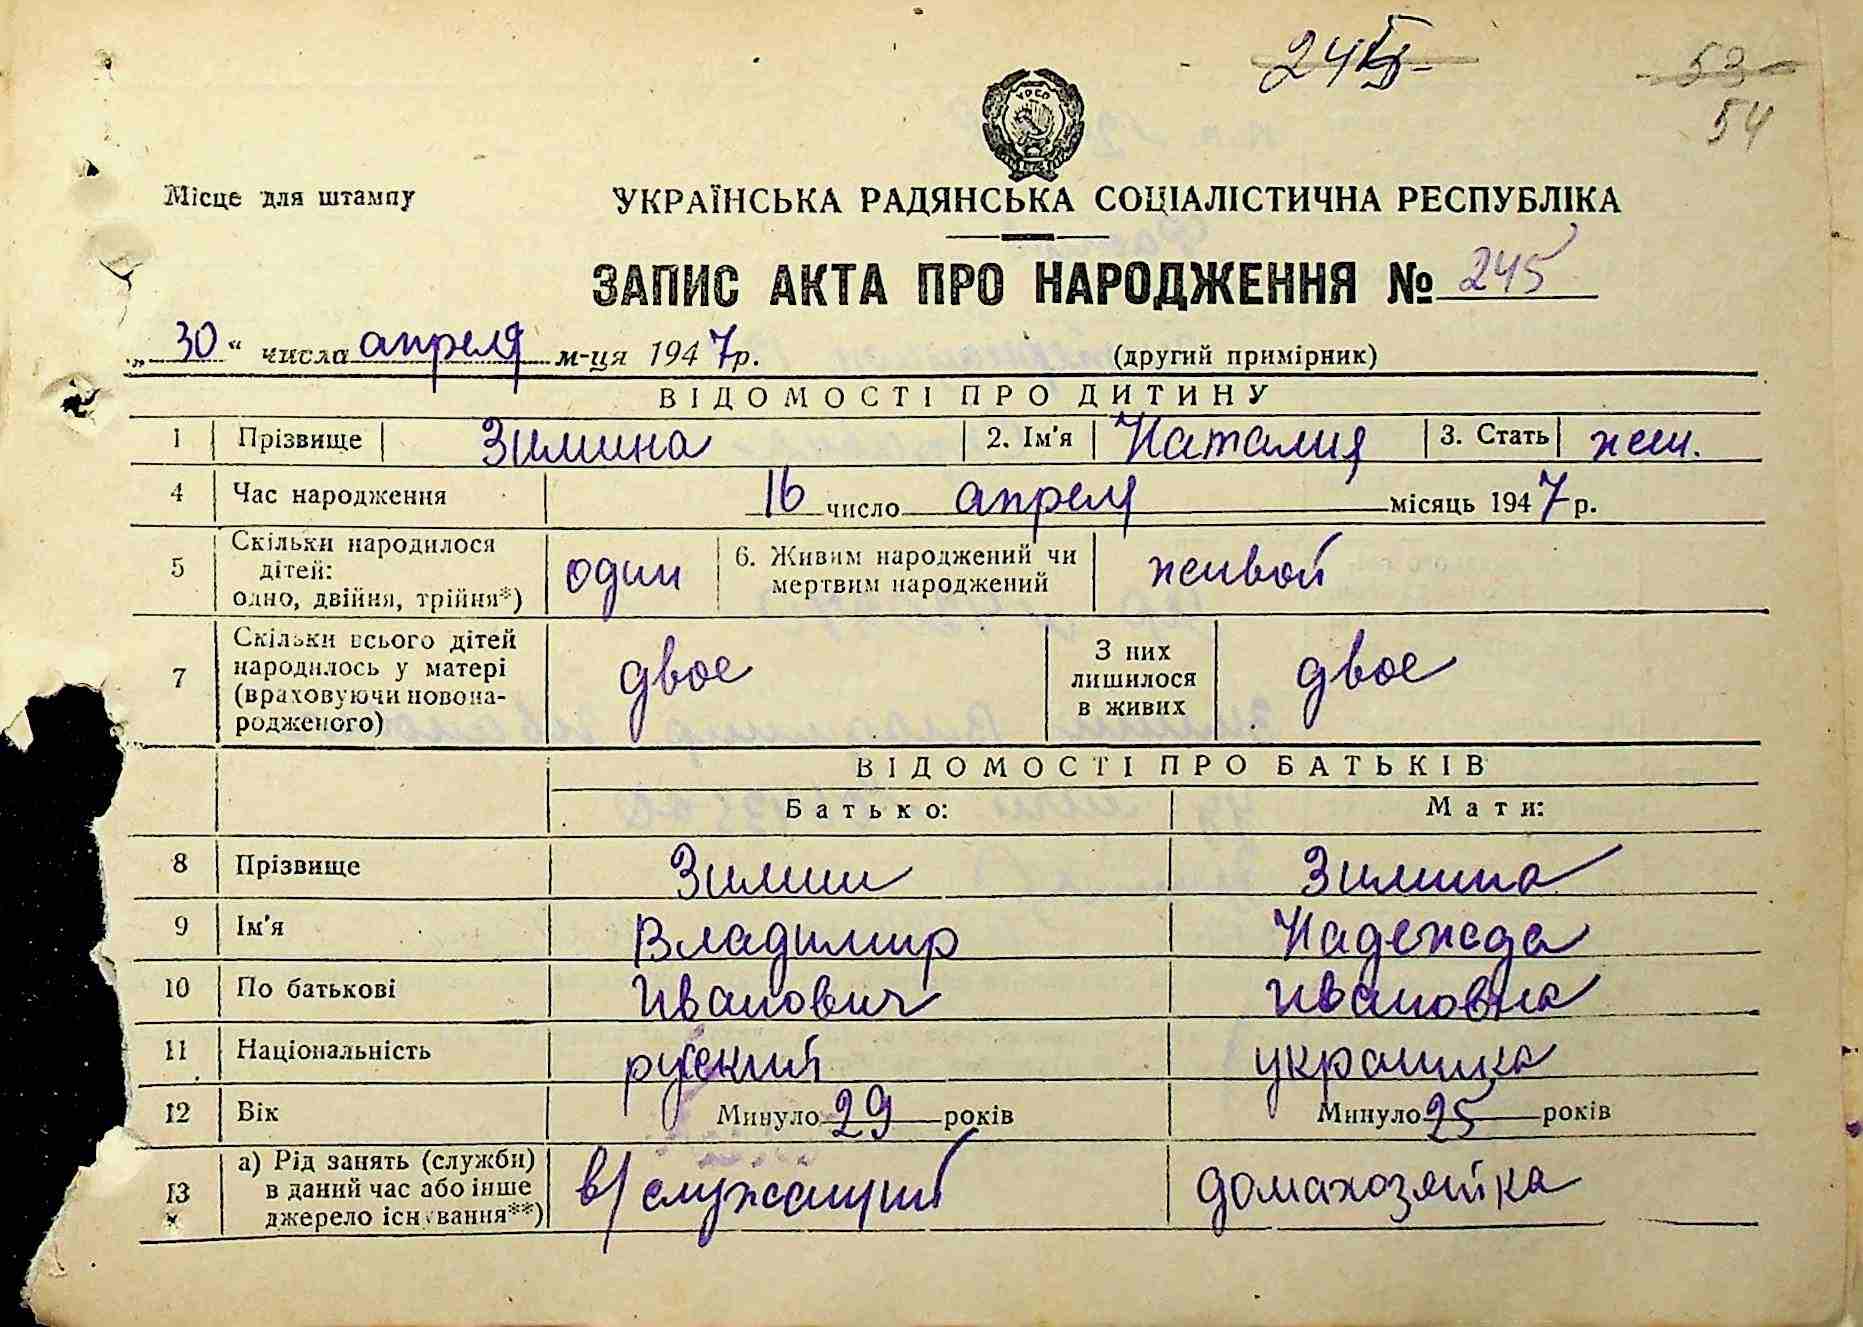 53
54
УРСР
Місце для штампу
УКРАЇНСЬКА РАДЯНСЬКА СОЦІАЛІСТИЧНА РЕСПУБЛІКА
ЗАПИС АКТА ПРО НАРОДЖЕННЯ № 245
„30“ числа апреля м-ця 1947р.
(другий примірник)
ВІДОМОСТІ ПРО ДИТИНУ
1 Прізвище Зимина 2. Ім'я Наталия 3. Стать жен.
4 Час народження 16 число апреля місяць 1947р.
5 Скільки народилося дітей: одно, двійня, трійня*) один 6. Живим народжений чи мертвим народжений живой
7 Скільки всього дітей народилось у матері (враховуючи новонародженого) двое З них лишилося в живих двое
ВІДОМОСТІ ПРО БАТЬКІВ
Батько: Мати:
8 Прізвище Зимин Зимина
9 Ім'я Владимир Надежда
10 По батькові Иванович Ивановна
11 Національність русский украинка
12 Вік Минуло 29 років Минуло 25 років
13 а) Рід занять (служби) в даний час або інше джерело існування**) в/служащий домахозяйка